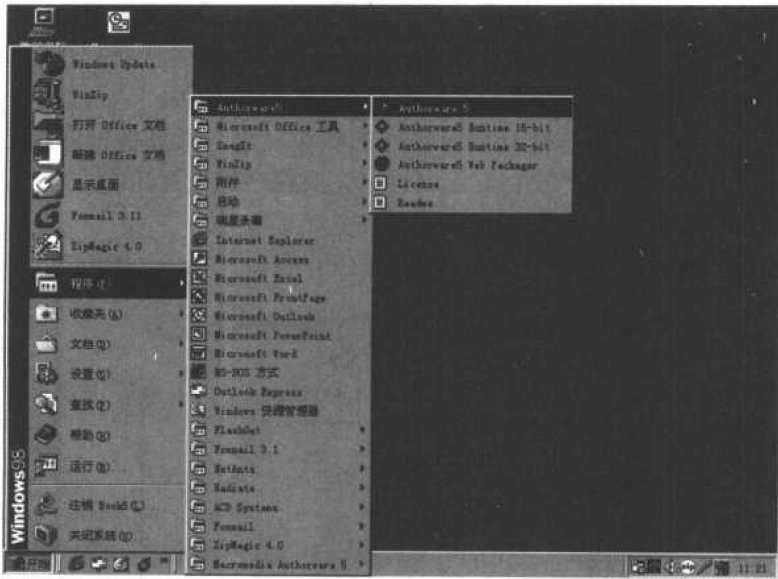 Windows Update
WinZip
打开 Office 文档
新建 Office 文档
显示桌面
Foxmail 3.11
ZipMagic 4.0
程序(P)
收藏夹(A)
文档(D)
设置(S)
查找(F)
帮助(H)
运行(R)
注销 Book8(L)
关闭系统(U)
Windows98
Authorware5
Microsoft Office 工具
SnagIt
WinZip
附件
启动
Internet Explorer
Microsoft Access
Microsoft Excel
Microsoft FrontPage
Microsoft Outlook
Microsoft PowerPoint
Microsoft Word
MS-DOS 方式
Outlook Express
Windows 资源管理器
FlashGet
Foxmail 3.1
NetAnts
Radiate
ACD Systems
Foxmail
ZipMagic 4.0
Macromedia Authorware 5
Authorware 5
Authorware5 Runtime 16-bit
Authorware5 Runtime 32-bit
Authorware5 Web Packager
License
Readme
开始
11:21